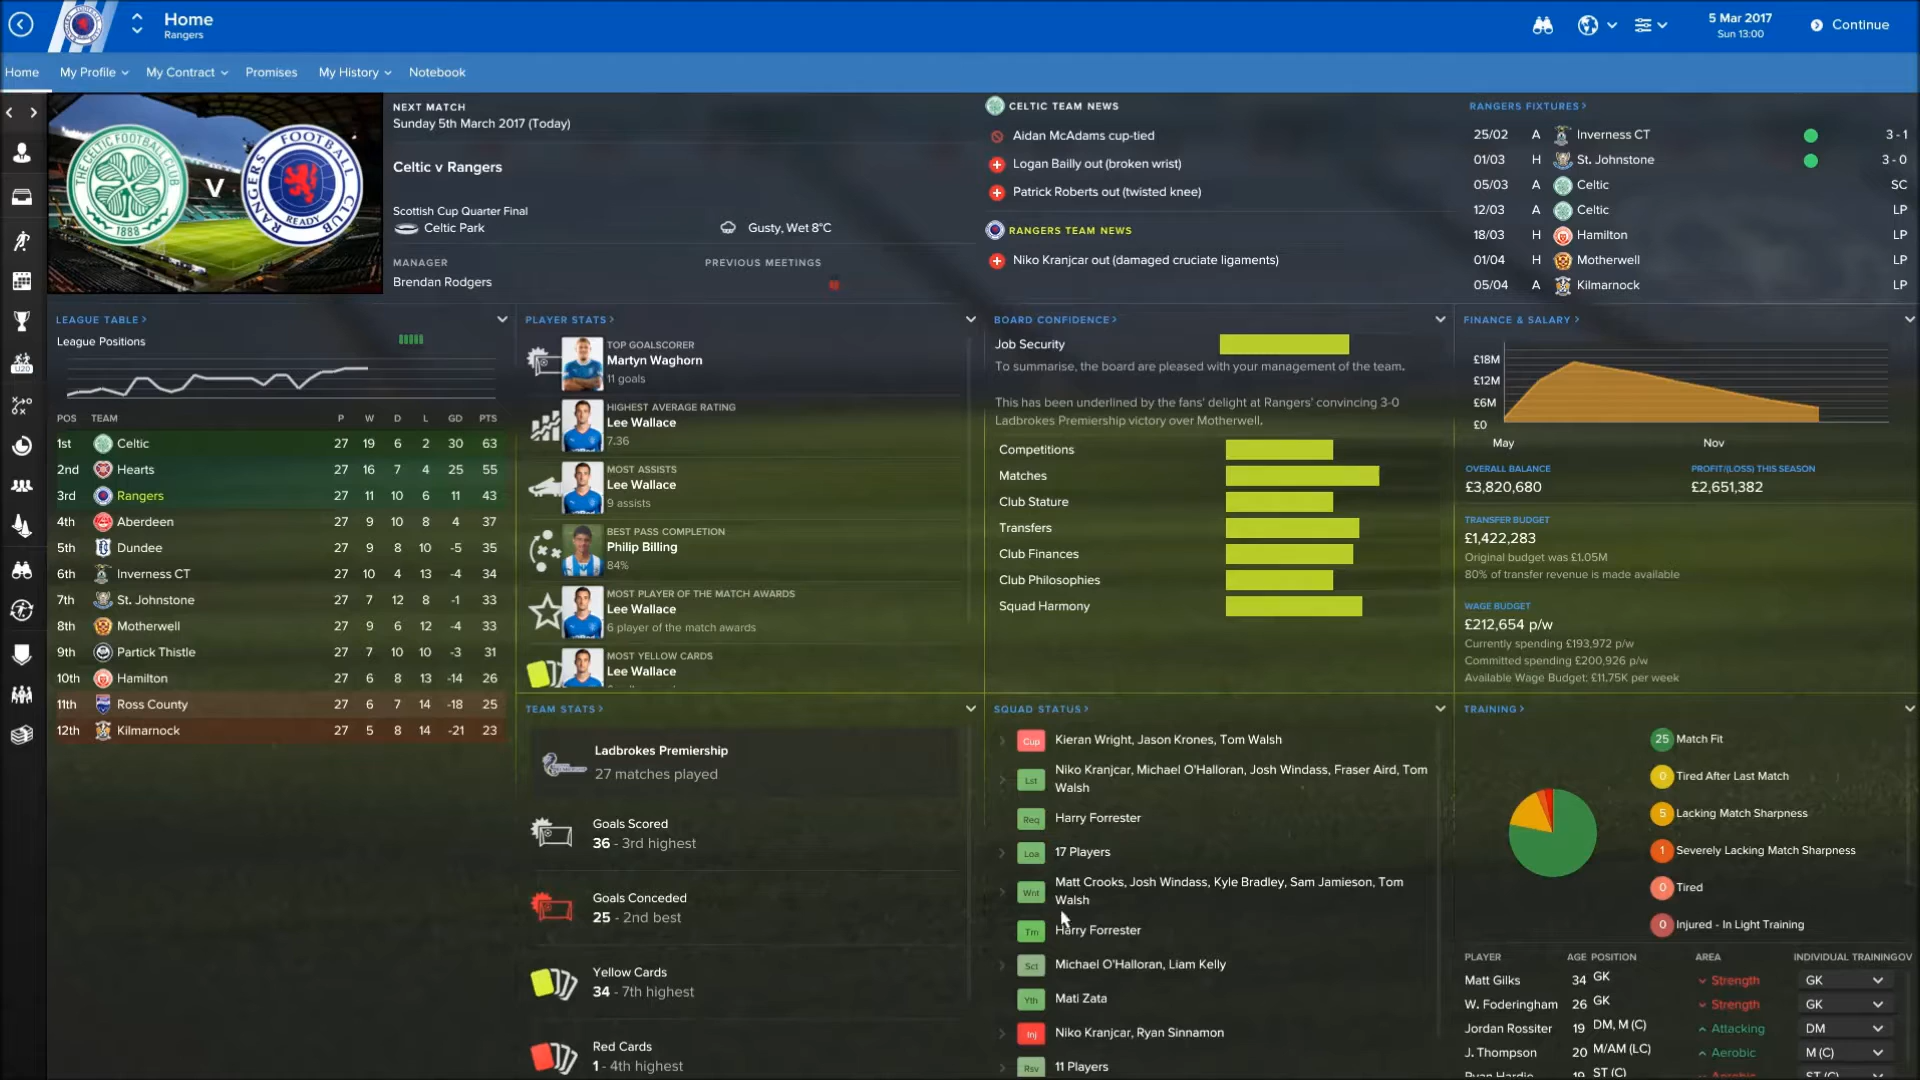 Home
Rangers
5 Mar 2017
Sun 13:00
Continue
Home My Profile My Contract Promises My History Notebook
THE CELTIC FOOTBALL CLUB
1888
V
RANGERS FOOTBALL CLUB
READY
NEXT MATCH
Sunday 5th March 2017 (Today)
Celtic v Rangers
Scottish Cup Quarter Final
Celtic Park
Gusty, Wet 8°C
MANAGER
Brendan Rodgers
PREVIOUS MEETINGS
CELTIC TEAM NEWS
Aidan McAdams cup-tied
Logan Bailly out (broken wrist)
Patrick Roberts out (twisted knee)
RANGERS TEAM NEWS
Niko Kranjcar out (damaged cruciate ligaments)
RANGERS FIXTURES >
25/02 A Inverness CT 3 - 1
01/03 H St. Johnstone 3 - 0
05/03 A Celtic SC
12/03 A Celtic LP
18/03 H Hamilton LP
01/04 H Motherwell LP
05/04 A Kilmarnock LP
LEAGUE TABLE >
League Positions
POS TEAM P W D L GD PTS
1st Celtic 27 19 6 2 30 63
2nd Hearts 27 16 7 4 25 55
3rd Rangers 27 11 10 6 11 43
4th Aberdeen 27 9 10 8 4 37
5th Dundee 27 9 8 10 -5 35
6th Inverness CT 27 10 4 13 -4 34
7th St. Johnstone 27 7 12 8 -1 33
8th Motherwell 27 9 6 12 -4 33
9th Partick Thistle 27 7 10 10 -3 31
10th Hamilton 27 6 8 13 -14 26
11th Ross County 27 6 7 14 -18 25
12th Kilmarnock 27 5 8 14 -21 23
PLAYER STATS >
TOP GOALSCORER
Martyn Waghorn
11 goals
HIGHEST AVERAGE RATING
Lee Wallace
7.36
MOST ASSISTS
Lee Wallace
9 assists
BEST PASS COMPLETION
Philip Billing
84%
MOST PLAYER OF THE MATCH AWARDS
Lee Wallace
6 player of the match awards
MOST YELLOW CARDS
Lee Wallace
BOARD CONFIDENCE >
Job Security
To summarise, the board are pleased with your management of the team.
This has been underlined by the fans' delight at Rangers' convincing 3-0
Ladbrokes Premiership victory over Motherwell.
Competitions
Matches
Club Stature
Transfers
Club Finances
Club Philosophies
Squad Harmony
FINANCE & SALARY >
£18M
£12M
£6M
£0
May Nov
OVERALL BALANCE
£3,820,680
PROFIT/(LOSS) THIS SEASON
£2,651,382
TRANSFER BUDGET
£1,422,283
Original budget was £1.05M
80% of transfer revenue is made available
WAGE BUDGET
£212,654 p/w
Currently spending £193,972 p/w
Committed spending £200,926 p/w
Available Wage Budget: £11.75K per week
TEAM STATS >
Ladbrokes Premiership
27 matches played
Goals Scored
36 - 3rd highest
Goals Conceded
25 - 2nd best
Yellow Cards
34 - 7th highest
Red Cards
1 - 4th highest
SQUAD STATUS >
Cup Kieran Wright, Jason Krones, Tom Walsh
Lst Niko Kranjcar, Michael O'Halloran, Josh Windass, Fraser Aird, Tom
Walsh
Req Harry Forrester
Loa 17 Players
Wnt Matt Crooks, Josh Windass, Kyle Bradley, Sam Jamieson, Tom
Walsh
Trn Harry Forrester
Sct Michael O'Halloran, Liam Kelly
Yth Mati Zata
Inj Niko Kranjcar, Ryan Sinnamon
Rsv 11 Players
TRAINING >
25 Match Fit
0 Tired After Last Match
5 Lacking Match Sharpness
1 Severely Lacking Match Sharpness
0 Tired
0 Injured - In Light Training
PLAYER AGE POSITION AREA INDIVIDUAL TRAINING OV
Matt Gilks 34 GK Strength GK
W. Foderingham 26 GK Strength GK
Jordan Rossiter 19 DM, M (C) Attacking DM
J. Thompson 20 M/AM (LC) Aerobic M (C)
Ryan Hardie 19 ST (C) Aerobic ST (C)